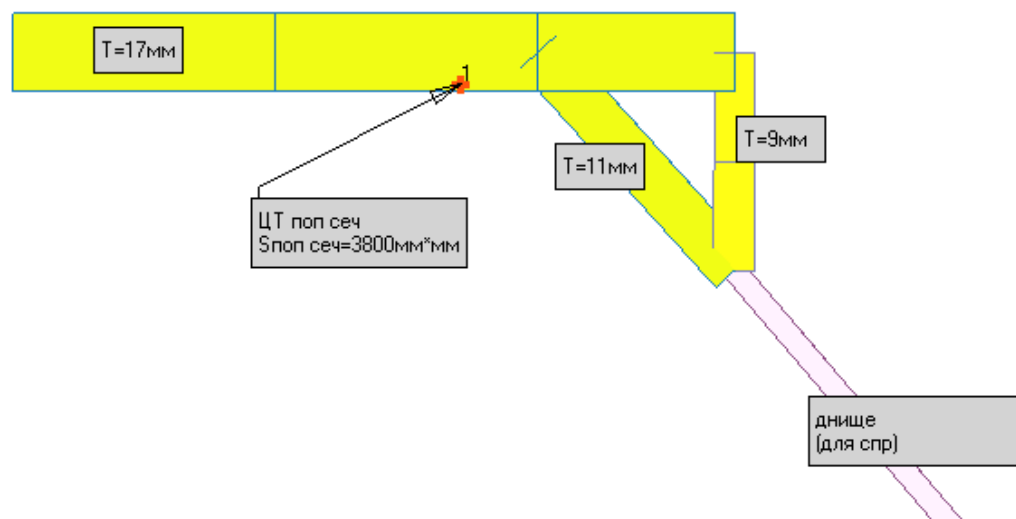 T=17мм
1
T=9мм
T=11мм
ЦТ поп сеч
Sпоп сеч=3800мм*мм
днище
(для спр)